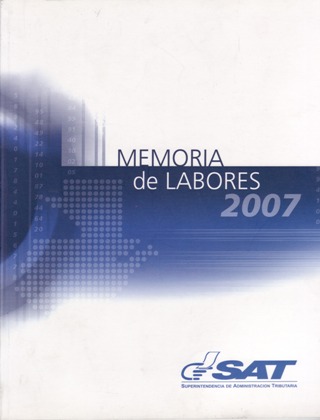 MEMORIA
de LABORES
2007
SAT
SUPERINTENDENCIA DE ADMINISTRACIÓN TRIBUTARIA